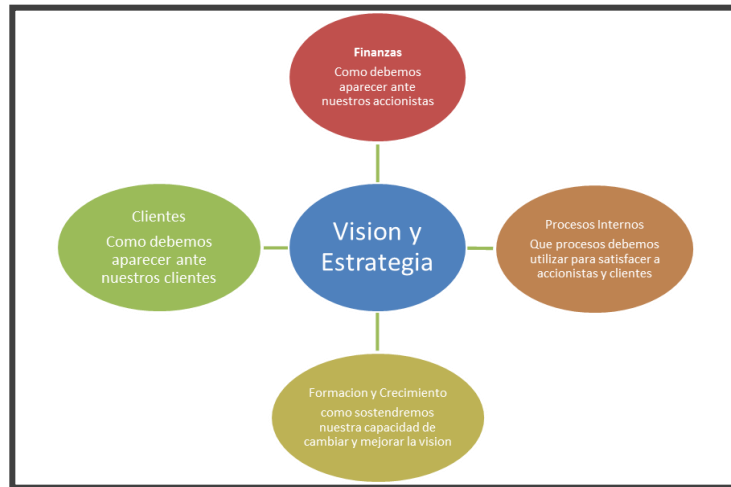 Finanzas
Como debemos
aparecer ante
nuestros accionistas
Clientes
Como debemos
aparecer ante
nuestros clientes
Vision y
Estrategia
Procesos Internos
Que procesos debemos
utilizar para satisfacer a
accionistas y clientes
Formacion y Crecimiento
como sostendremos
nuestra capacidad de
cambiar y mejorar la vision